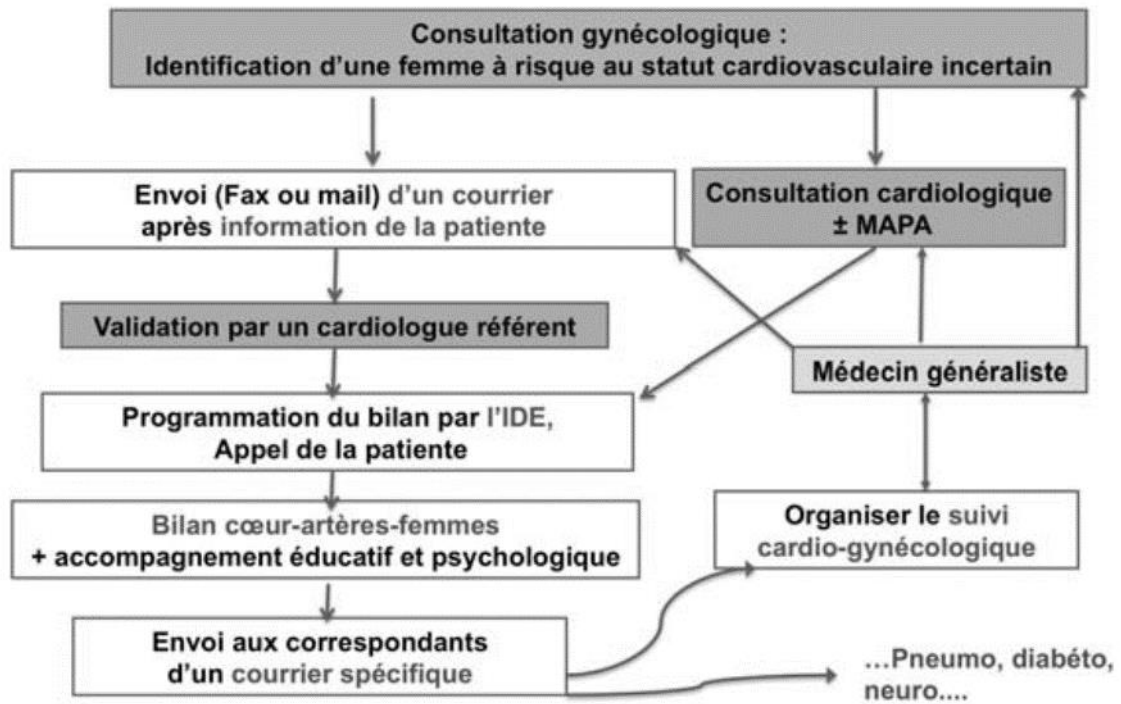 Consultation gynécologique :
Identification d'une femme à risque au statut cardiovasculaire incertain
Envoi (Fax ou mail) d'un courrier
après information de la patiente
Consultation cardiologique
± MAPA
Validation par un cardiologue référent
Médecin généraliste
Programmation du bilan par l'IDE,
Appel de la patiente
Bilan cœur-artères-femmes
+ accompagnement éducatif et psychologique
Organiser le suivi
cardio-gynécologique
Envoi aux correspondants
d'un courrier spécifique
...Pneumo, diabéto,
neuro....